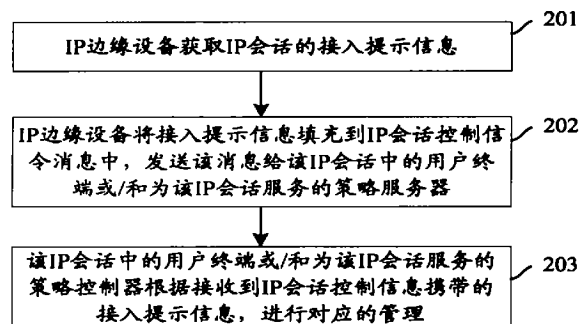 201
IP边缘设备获取IP会话的接入提示信息
202
IP边缘设备将接入提示信息填充到IP会话控制信
令消息中，发送该消息给该IP会话中的用户终
端或/和为该IP会话服务的策略服务器
203
该IP会话中的用户终端或/和为该IP会话服务的
策略控制器根据接收到IP会话控制信息携带的
接入提示信息，进行对应的管理